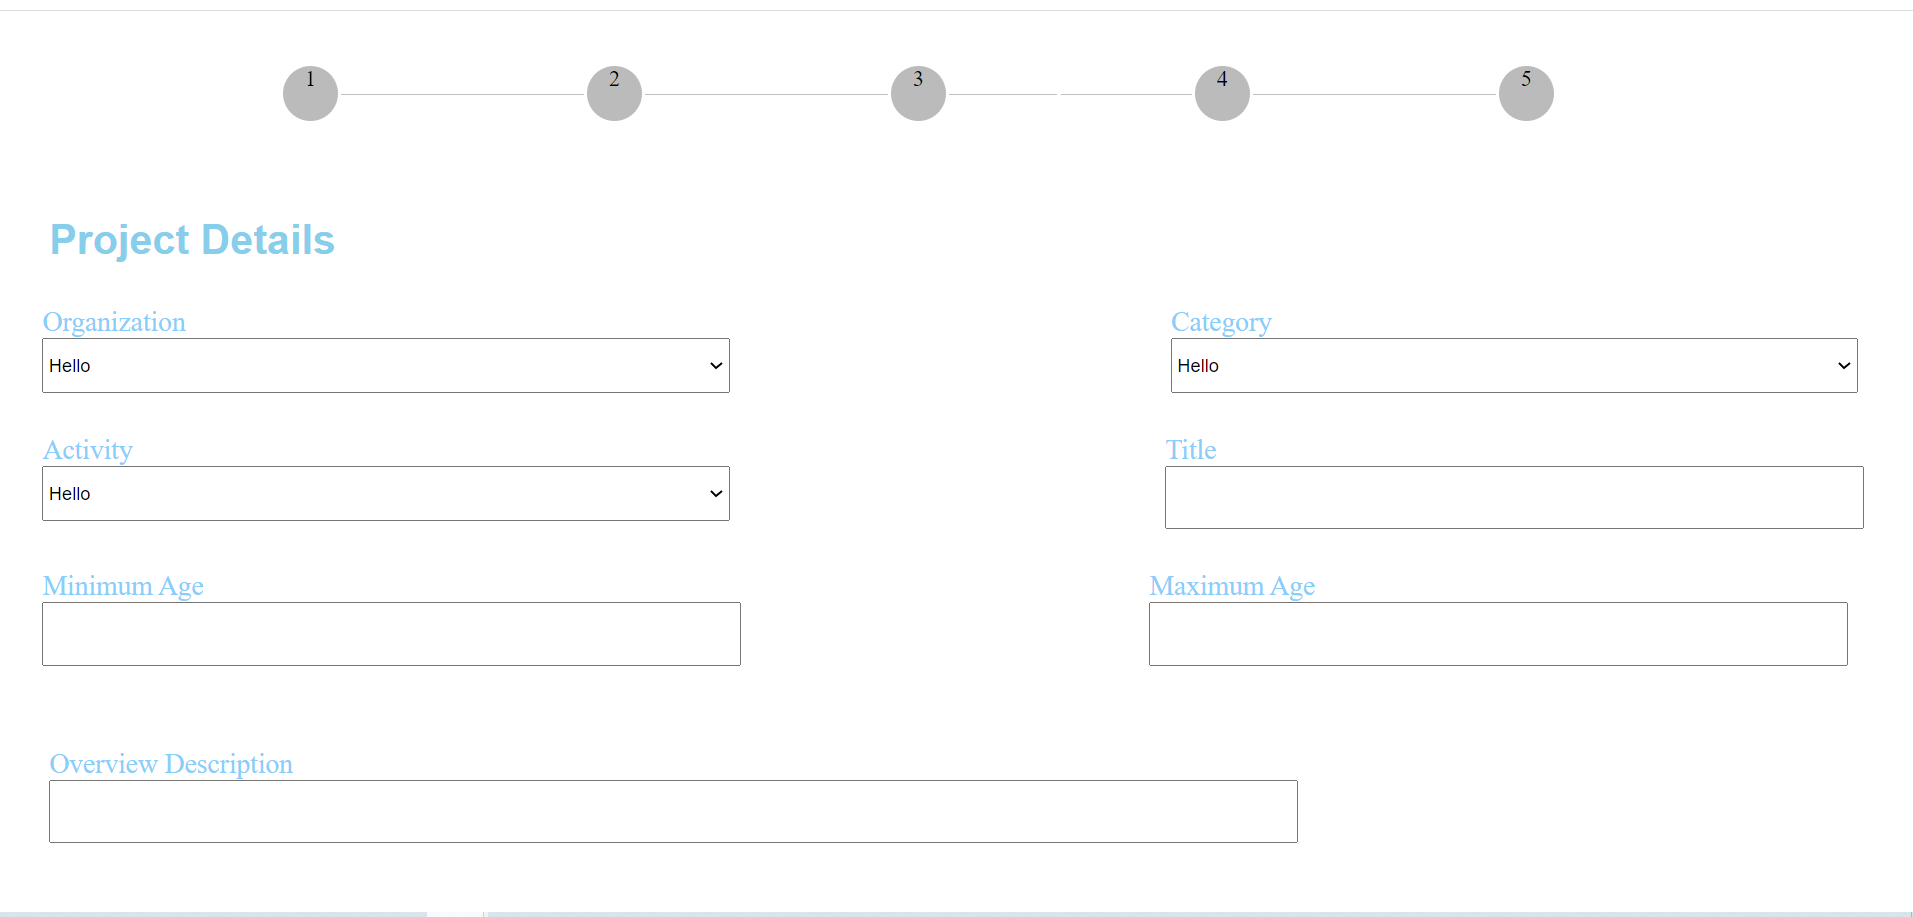 1 2 3 4 5
Project Details
Organization Category
Hello Hello
Activity Title
Hello
Minimum Age Maximum Age
Overview Description